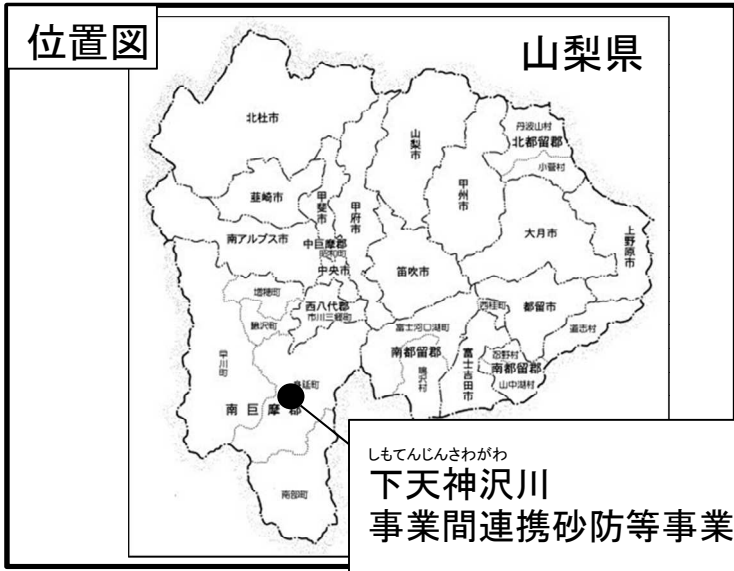 位置図
山梨県
北杜市
丹波山村
北都留郡
小菅村
山梨市
甲州市
韮崎市
甲斐市
甲府市
大月市
上野原市
南アルプス市
中巨摩郡
昭和町
中央市
笛吹市
増穂町
西八代郡
市川三郷町
西桂町
都留市
鰍沢町
富士河口湖町
道志村
早川町
南都留郡
鳴沢村
富士吉田市
忍野村
南都留郡
山中湖村
身延町
南巨摩郡
南部町
しもてんじんさわがわ
下天神沢川
事業間連携砂防等事業